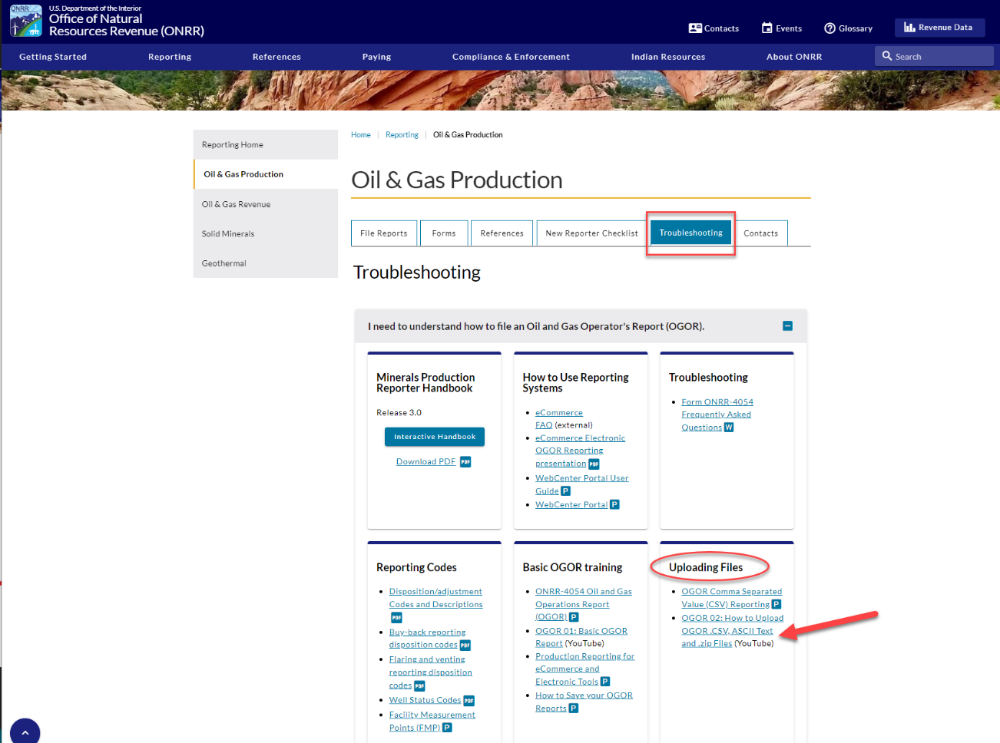 ONRR
U.S. Department of the Interior
Office of Natural
Resources Revenue (ONRR)
Contacts
Events
Glossary
Revenue Data
Getting Started
Reporting
References
Paying
Compliance & Enforcement
Indian Resources
About ONRR
Search
Reporting Home
Oil & Gas Production
Oil & Gas Revenue
Solid Minerals
Geothermal
Home | Reporting | Oil & Gas Production
Oil & Gas Production
File Reports
Forms
References
New Reporter Checklist
Troubleshooting
Contacts
Troubleshooting
I need to understand how to file an Oil and Gas Operator's Report (OGOR).
Minerals Production
Reporter Handbook
Release 3.0
Interactive Handbook
Download PDF PDF
How to Use Reporting
Systems
eCommerce
FAQ (external)
eCommerce Electronic
OGOR Reporting
presentation PDF
WebCenter Portal User
Guide P
WebCenter Portal P
Troubleshooting
Form ONRR-4054
Frequently Asked
Questions W
Reporting Codes
Disposition/adjustment
Codes and Descriptions
PDF
Buy-back reporting
disposition codes PDF
Flaring and venting
reporting disposition
codes PDF
Well Status Codes PDF
Facility Measurement
Points (FMP) P
Basic OGOR training
ONRR-4054 Oil and Gas
Operations Report
(OGOR) P
OGOR 01: Basic OGOR
Report (YouTube)
Production Reporting for
eCommerce and
Electronic Tools P
How to Save your OGOR
Reports P
Uploading Files
OGOR Comma Separated
Value (CSV) Reporting P
OGOR 02: How to Upload
OGOR .CSV, ASCII Text
and .zip Files (YouTube)